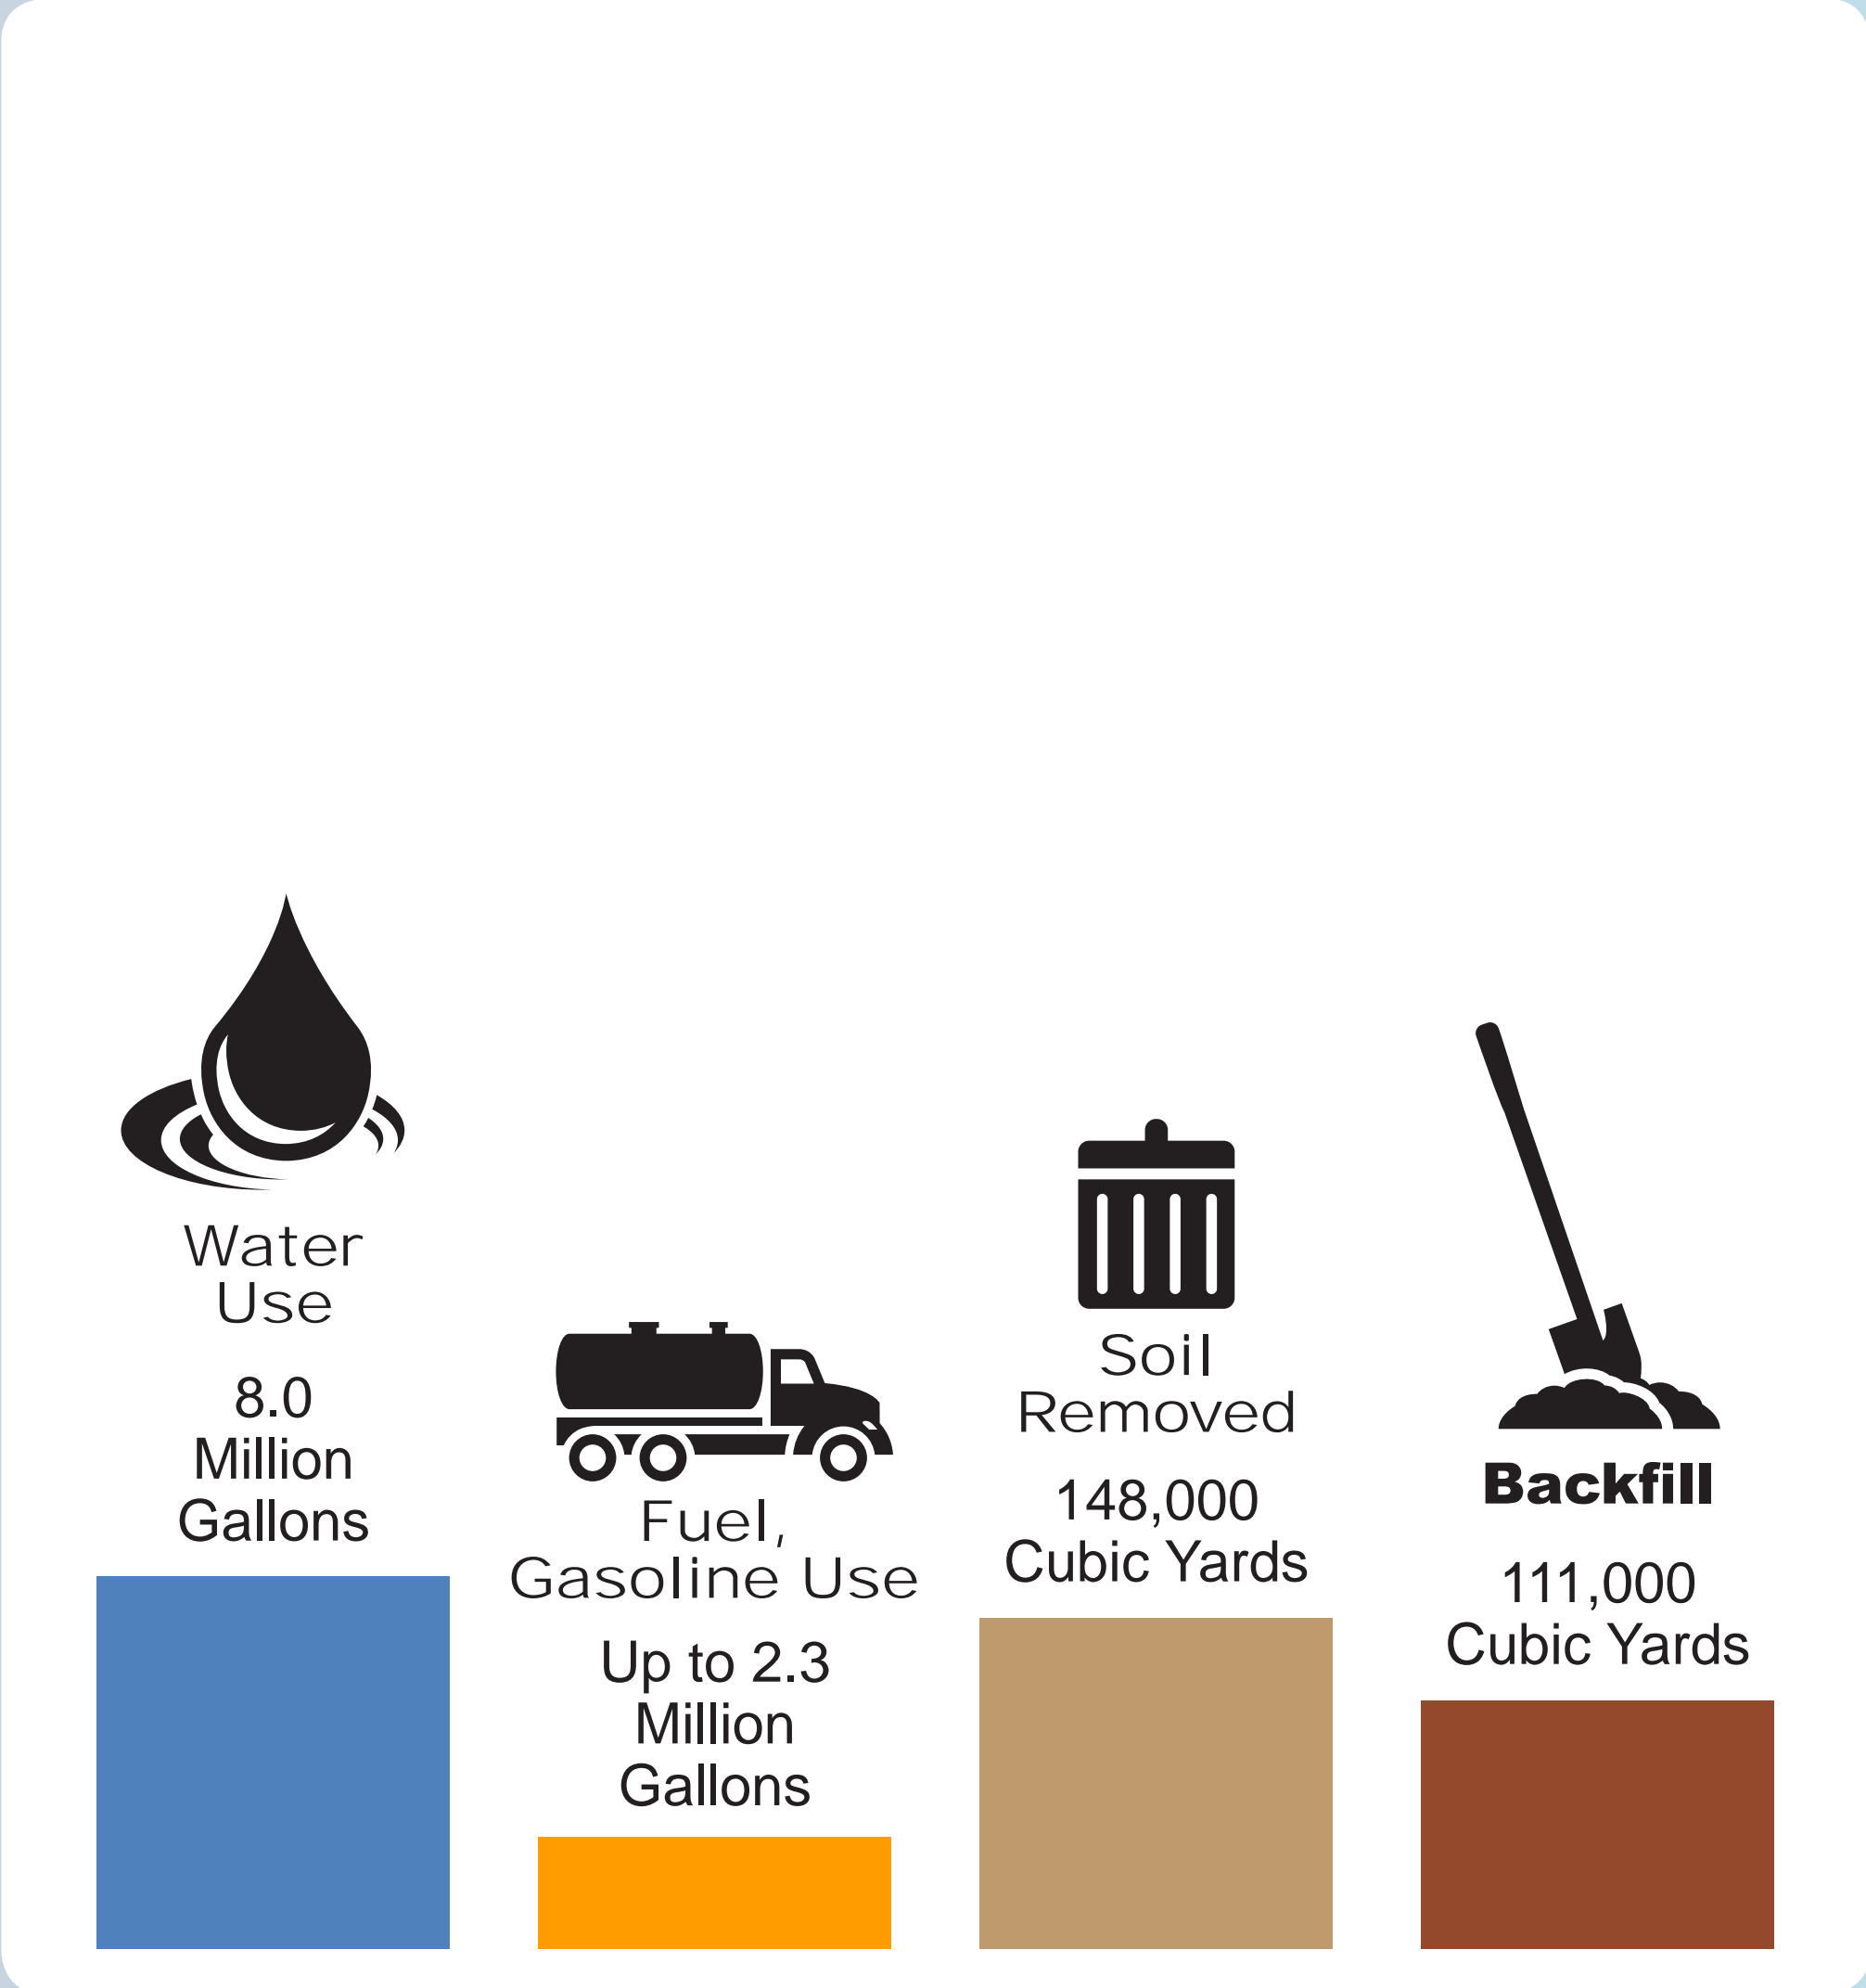 Water
Use
8.0
Million
Gallons
Fuel,
Gasoline Use
Up to 2.3
Million
Gallons
Soil
Removed
148,000
Cubic Yards
Backfill
111,000
Cubic Yards